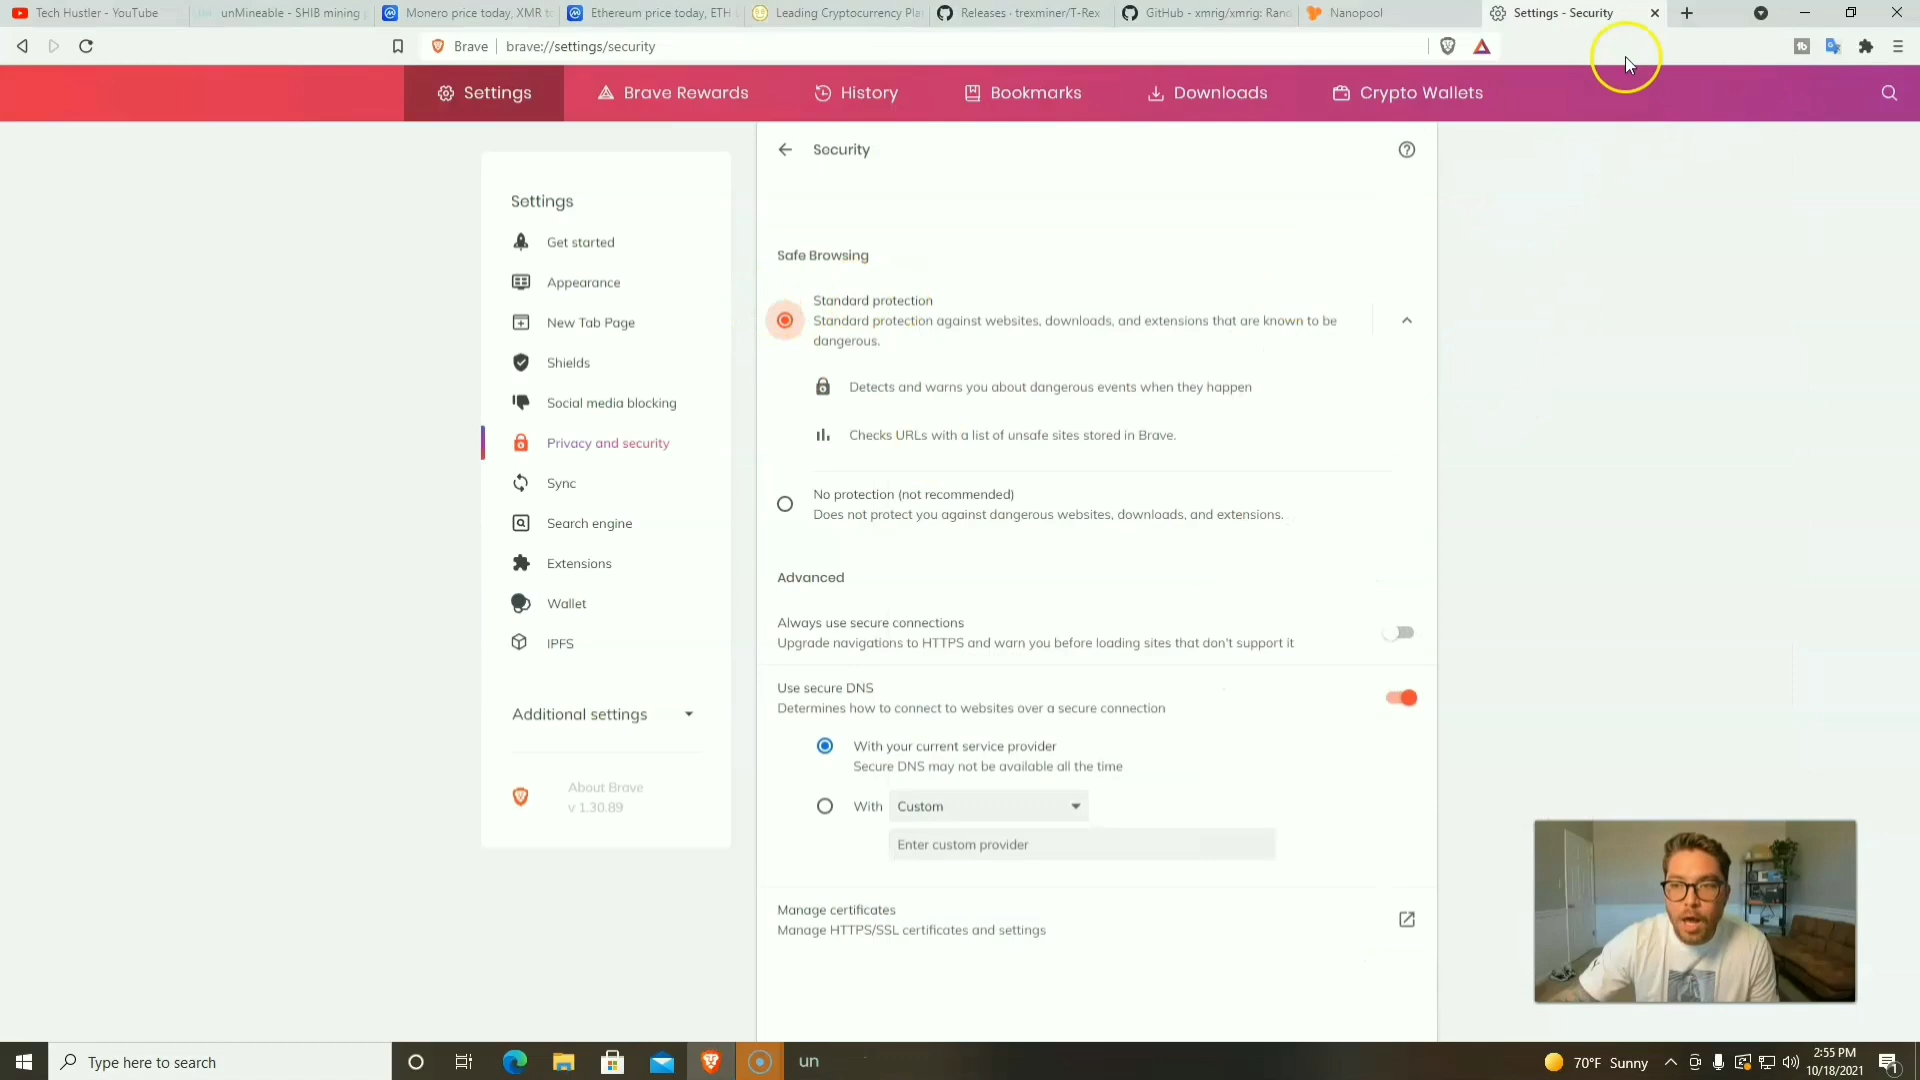 Tech Hustler - YouTube
unMineable - SHIB mining
Monero price today, XMR to
Ethereum price today, ETH
Leading Cryptocurrency Pla
Releases · trexminer/T-Rex
GitHub - xmrig/xmrig: Rand
Nanopool
Settings - Security
Brave
brave://settings/security
Settings
Brave Rewards
History
Bookmarks
Downloads
Crypto Wallets
Settings
Get started
Appearance
New Tab Page
Shields
Social media blocking
Privacy and security
Sync
Search engine
Extensions
Wallet
IPFS
Additional settings
About Brave
v 1.30.89
Security
Safe Browsing
Standard protection
Standard protection against websites, downloads, and extensions that are known to be
dangerous.
Detects and warns you about dangerous events when they happen
Checks URLs with a list of unsafe sites stored in Brave.
No protection (not recommended)
Does not protect you against dangerous websites, downloads, and extensions.
Advanced
Always use secure connections
Upgrade navigations to HTTPS and warn you before loading sites that don't support it
Use secure DNS
Determines how to connect to websites over a secure connection
With your current service provider
Secure DNS may not be available all the time
With Custom
Enter custom provider
Manage certificates
Manage HTTPS/SSL certificates and settings
Type here to search
un
70°F Sunny
2:55 PM
10/18/2021
1